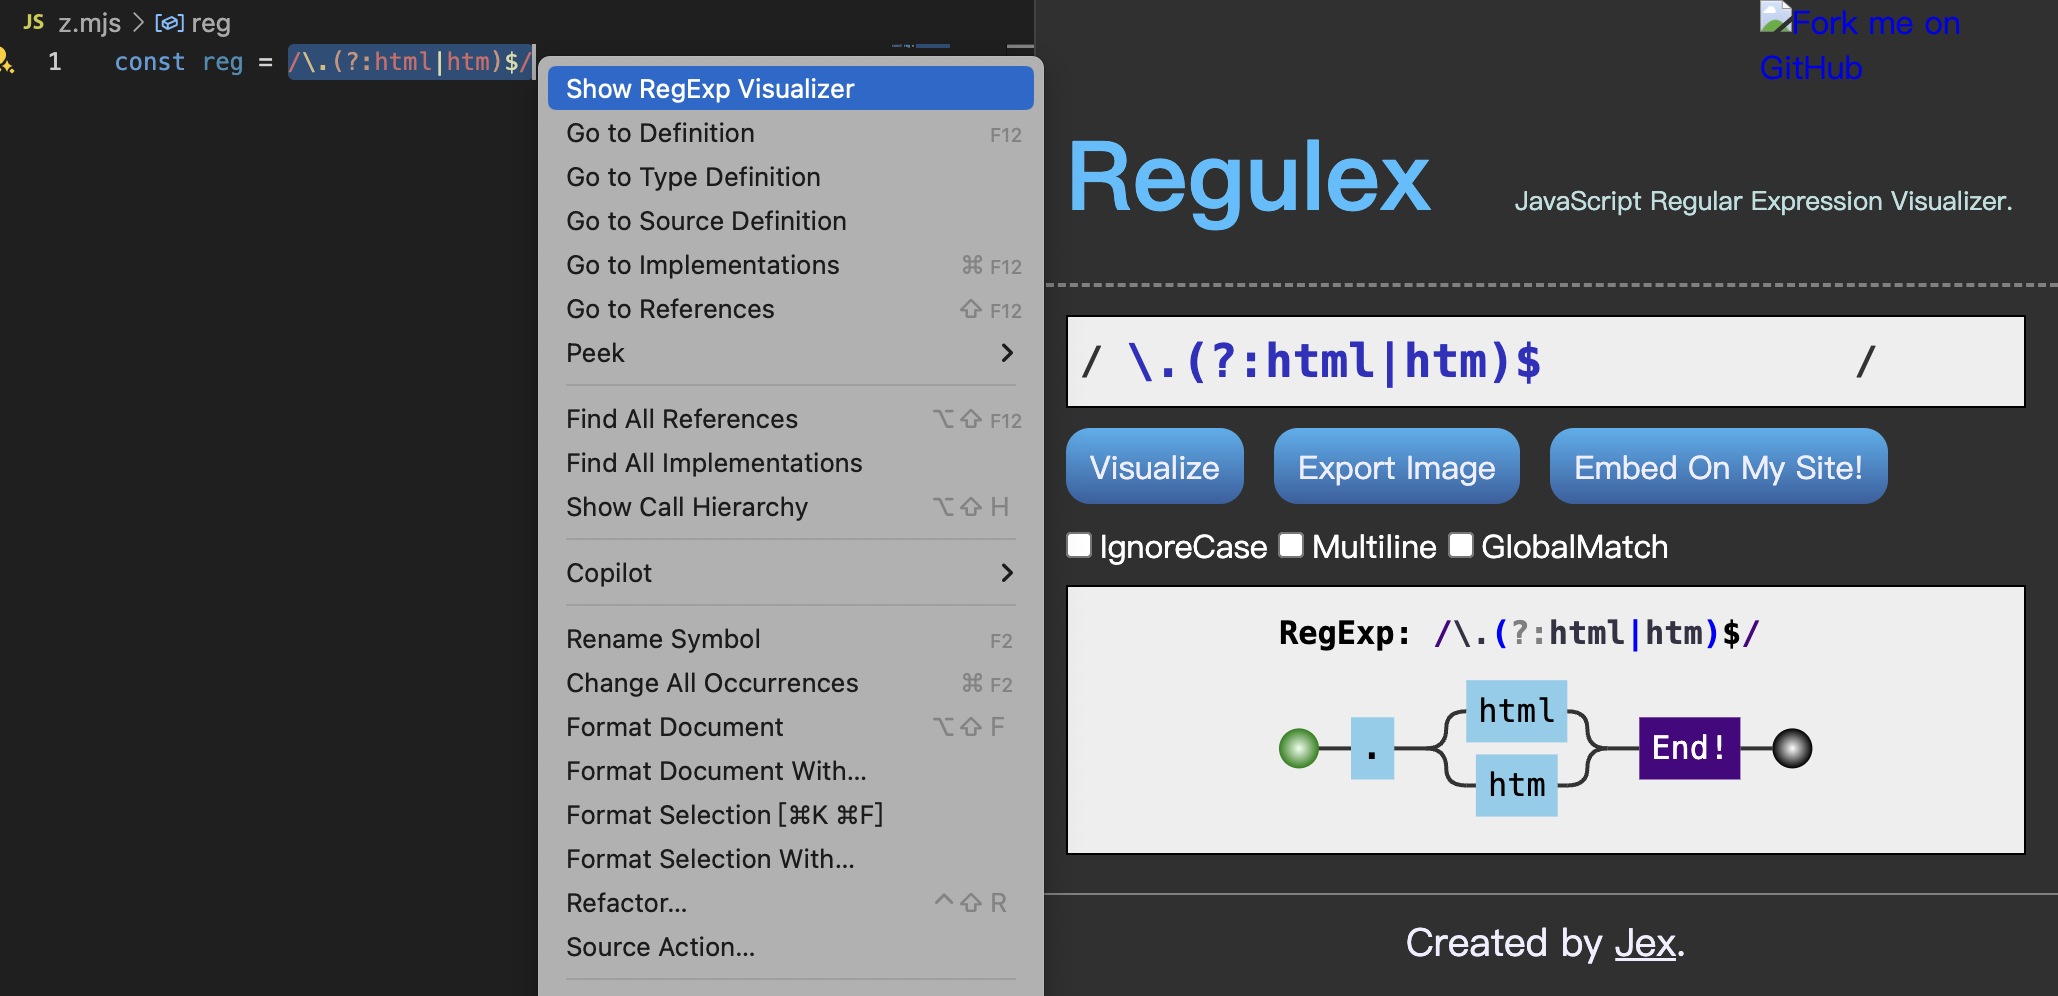 JS z.mjs > reg
1 const reg = /\.(?:html|htm)$/
Show RegExp Visualizer
Go to Definition F12
Go to Type Definition
Go to Source Definition
Go to Implementations ⌘ F12
Go to References ⇧ F12
Peek >
Find All References ⌥⇧ F12
Find All Implementations
Show Call Hierarchy ⌥⇧ H
Copilot >
Rename Symbol F2
Change All Occurrences ⌘ F2
Format Document ⌥⇧ F
Format Document With...
Format Selection [⌘K ⌘F]
Format Selection With...
Refactor... ^⇧ R
Source Action...
Fork me on
GitHub
Regulex JavaScript Regular Expression Visualizer.
/ \.(?:html|htm)$ /
Visualize Export Image Embed On My Site!
IgnoreCase Multiline GlobalMatch
RegExp: /\.(?:html|htm)$/
html
. End!
htm
Created by Jex.